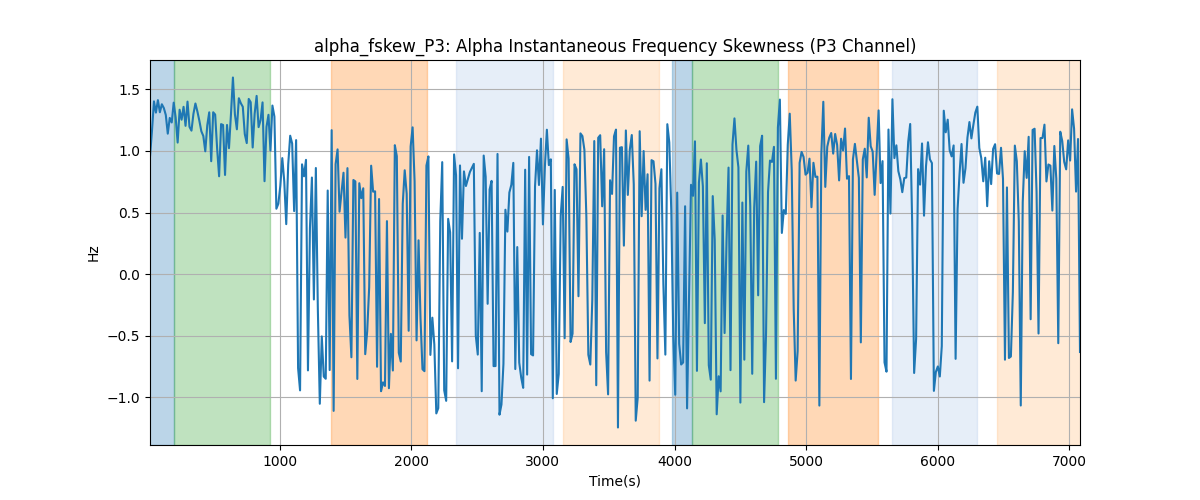 alpha_fskew_P3: Alpha Instantaneous Frequency Skewness (P3 Channel)
Hz
1.5
1.0
0.5
0.0
−0.5
−1.0
1000 2000 3000 4000 5000 6000 7000
Time(s)